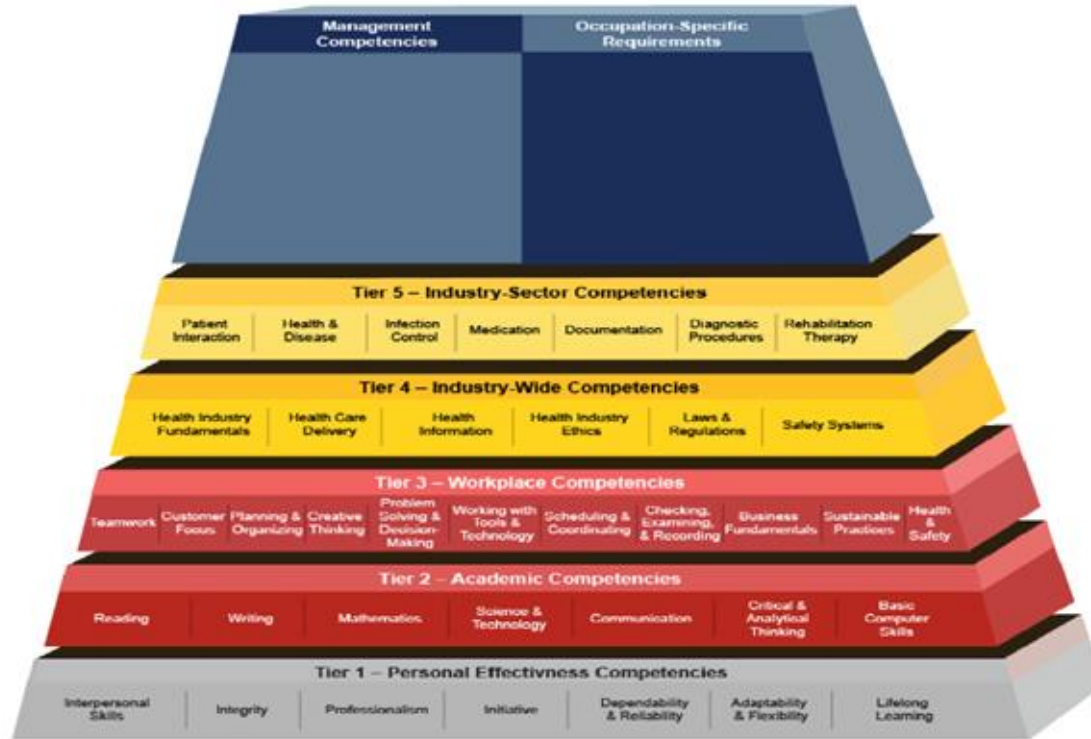 Management
Competencies
Occupation-Specific
Requirements
Tier 5 – Industry-Sector Competencies
Patient
Interaction
Health &
Disease
Infection
Control
Medication
Documentation
Diagnostic
Procedures
Rehabilitation
Therapy
Tier 4 – Industry-Wide Competencies
Health Industry
Fundamentals
Health Care
Delivery
Health
Information
Health Industry
Ethics
Laws &
Regulations
Safety Systems
Tier 3 – Workplace Competencies
Teamwork
Customer
Focus
Planning &
Organizing
Creative
Thinking
Problem
Solving &
Decision-
Making
Working with
Tools &
Technology
Scheduling &
Coordinating
Checking,
Examining,
& Recording
Business
Fundamentals
Sustainable
Practices
Health
&
Safety
Tier 2 – Academic Competencies
Reading
Writing
Mathematics
Science &
Technology
Communication
Critical &
Analytical
Thinking
Basic
Computer
Skills
Tier 1 – Personal Effectivness Competencies
Interpersonal
Skills
Integrity
Professionalism
Initiative
Dependability
& Reliability
Adaptability
& Flexibility
Lifelong
Learning